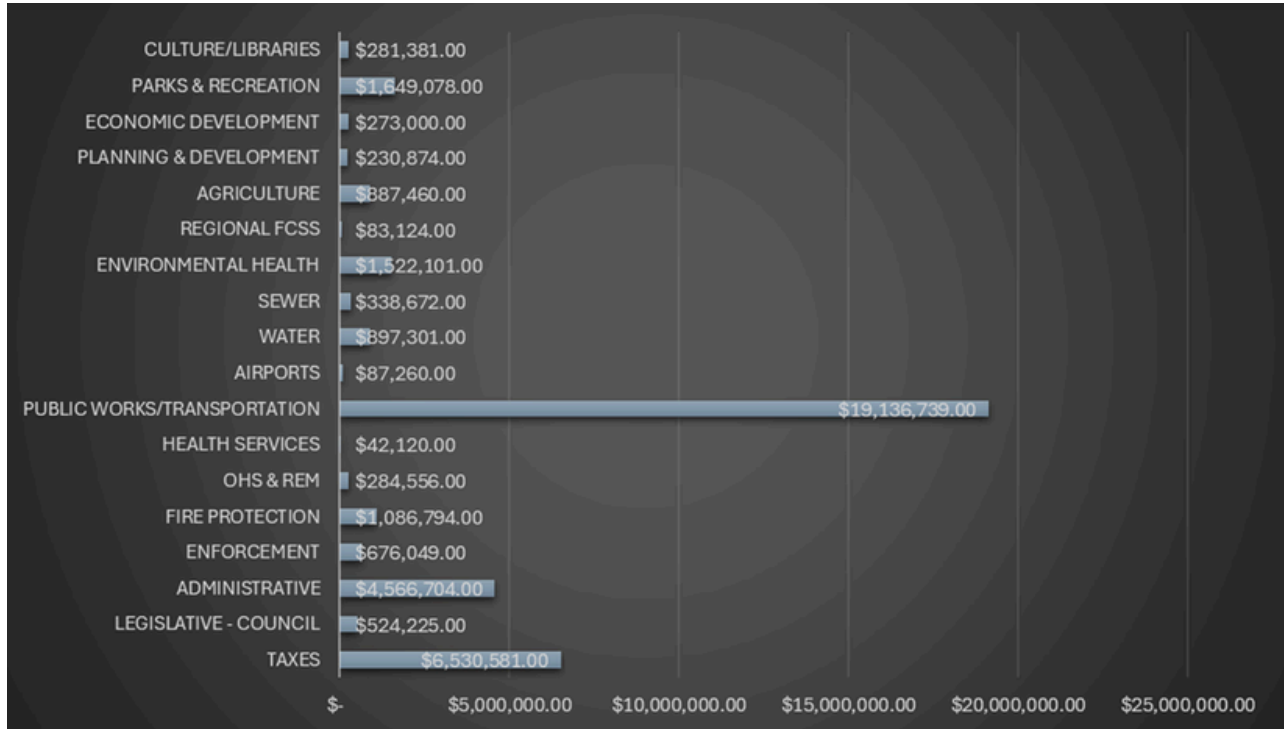 CULTURE/LIBRARIES $281,381.00
PARKS & RECREATION $1,649,078.00
ECONOMIC DEVELOPMENT $273,000.00
PLANNING & DEVELOPMENT $230,874.00
AGRICULTURE $887,460.00
REGIONAL FCSS $83,124.00
ENVIRONMENTAL HEALTH $1,522,101.00
SEWER $338,672.00
WATER $897,301.00
AIRPORTS $87,260.00
PUBLIC WORKS/TRANSPORTATION $19,136,739.00
HEALTH SERVICES $42,120.00
OHS & REM $284,556.00
FIRE PROTECTION $1,086,794.00
ENFORCEMENT $676,049.00
ADMINISTRATIVE $4,566,704.00
LEGISLATIVE - COUNCIL $524,225.00
TAXES $6,530,581.00
$- $5,000,000.00 $10,000,000.00 $15,000,000.00 $20,000,000.00 $25,000,000.00